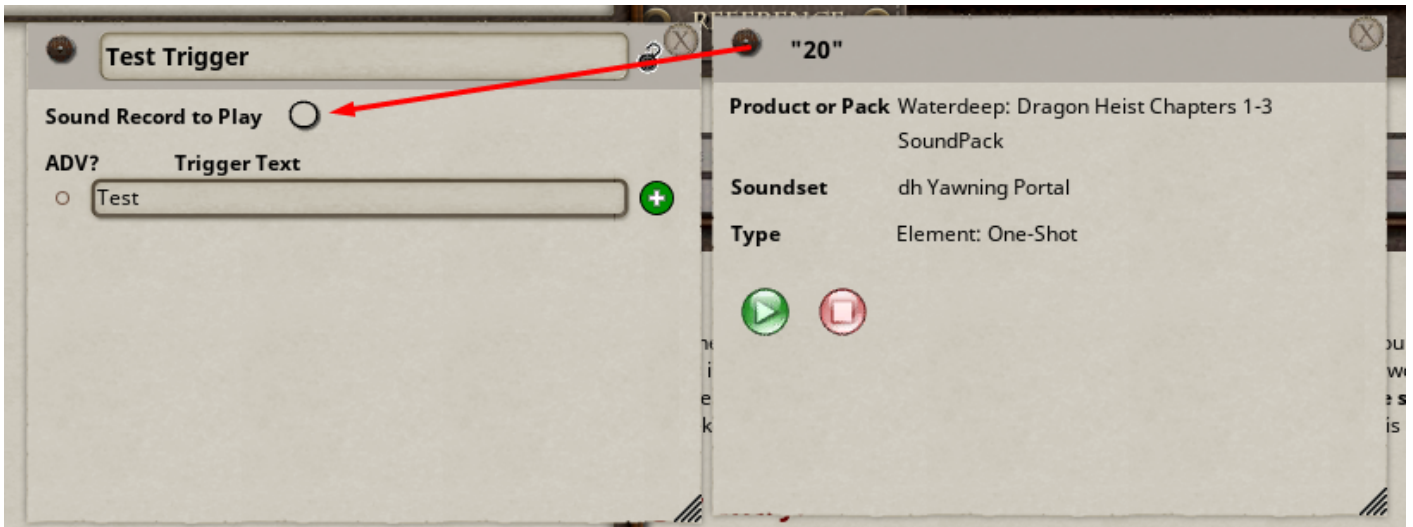 REFERENCE
Test Trigger
Sound Record to Play
ADV? Trigger Text
Test
"20"
Product or Pack Waterdeep: Dragon Heist Chapters 1-3
SoundPack
Soundset dh Yawning Portal
Type Element: One-Shot